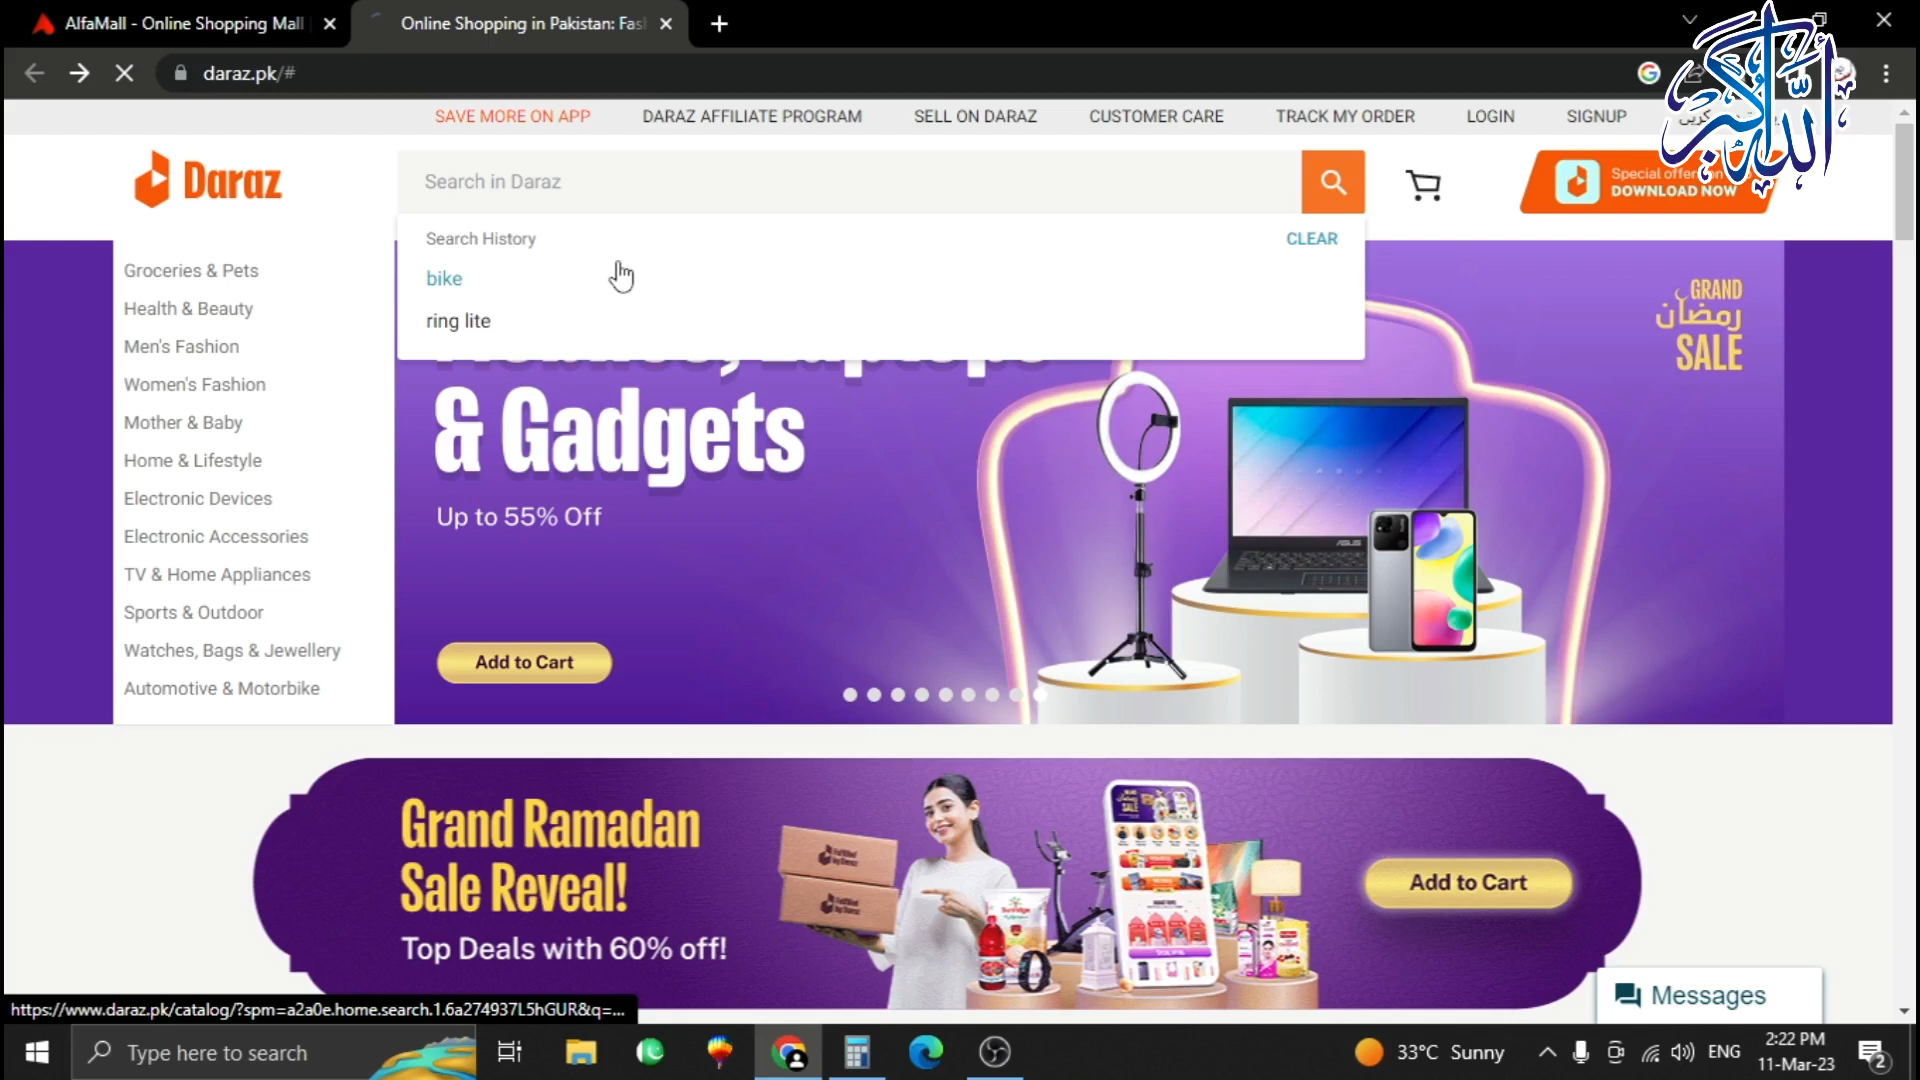 AlfaMall - Online Shopping Mall
Online Shopping in Pakistan: Fas
daraz.pk/#
SAVE MORE ON APP
DARAZ AFFILIATE PROGRAM
SELL ON DARAZ
CUSTOMER CARE
TRACK MY ORDER
LOGIN
SIGNUP
الله اكبر
Daraz
Search in Daraz
Special offer
DOWNLOAD NOW
Search History
CLEAR
bike
ring lite
Groceries & Pets
Health & Beauty
Men's Fashion
Women's Fashion
Mother & Baby
Home & Lifestyle
Electronic Devices
Electronic Accessories
TV & Home Appliances
Sports & Outdoor
Watches, Bags & Jewellery
Automotive & Motorbike
& Gadgets
Up to 55% Off
Add to Cart
GRAND
رمضان
SALE
ASUS
Grand Ramadan
Sale Reveal!
Top Deals with 60% off!
Add to Cart
Messages
https://www.daraz.pk/catalog/?spm=a2a0e.home.search.1.6a274937L5hGUR&q=...
Type here to search
33°C Sunny
ENG
2:22 PM
11-Mar-23
2